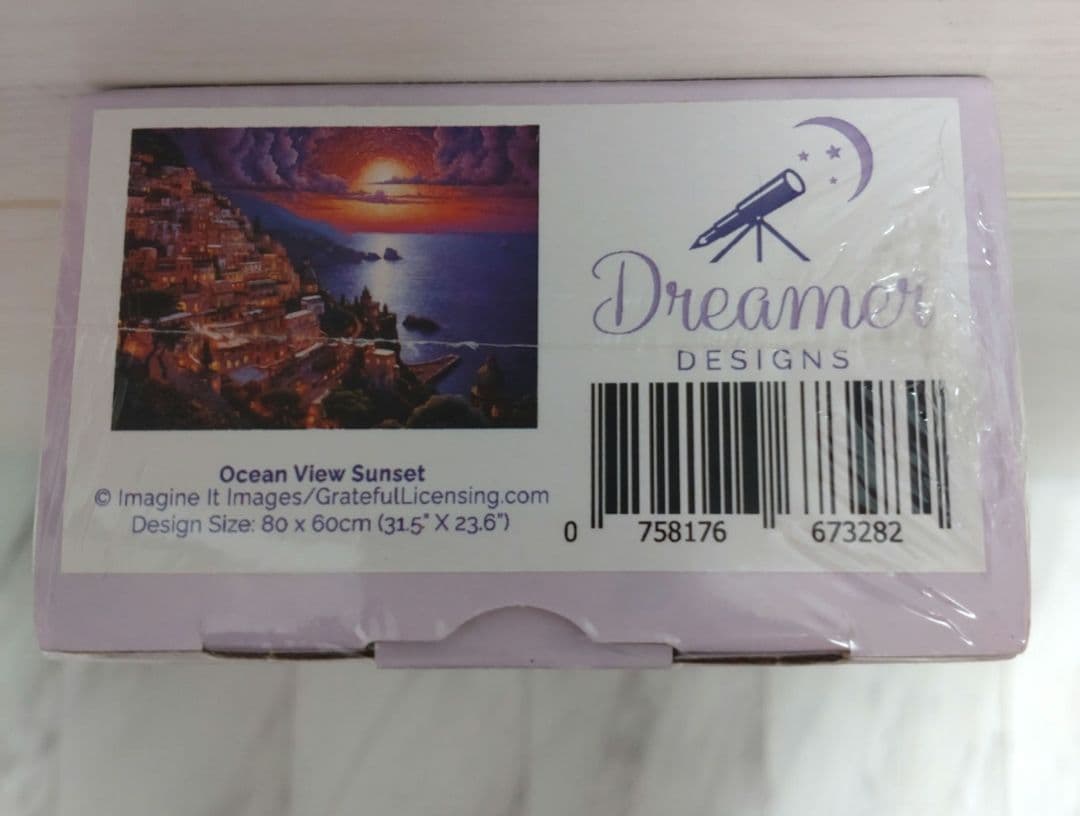 Dreamer
DESIGNS
Ocean View Sunset
© Imagine It Images/GratefulLicensing.com
Design Size: 80 x 60cm (31.5" X 23.6")
0 758176 673282